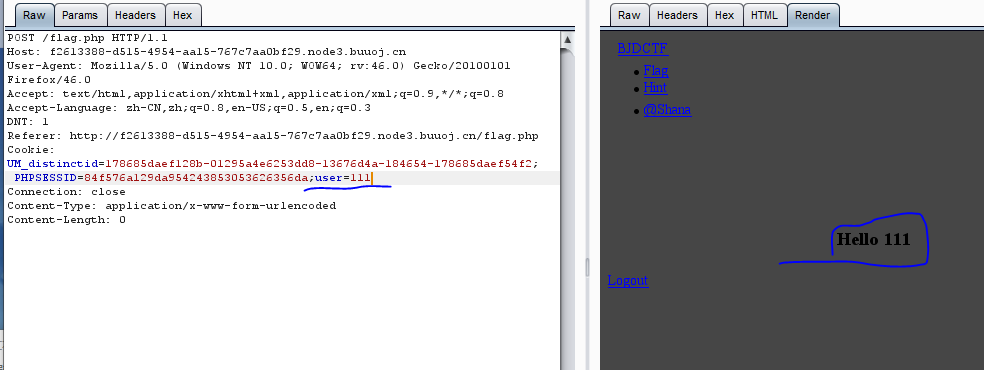 Raw Params Headers Hex
POST /flag.php HTTP/1.1
Host: f2613388-d515-4954-aa15-767c7aa0bf29.node3.buuoj.cn
User-Agent: Mozilla/5.0 (Windows NT 10.0; WOW64; rv:46.0) Gecko/20100101
Firefox/46.0
Accept: text/html,application/xhtml+xml,application/xml;q=0.9,*/*;q=0.8
Accept-Language: zh-CN,zh;q=0.8,en-US;q=0.5,en;q=0.3
DNT: 1
Referer: http://f2613388-d515-4954-aa15-767c7aa0bf29.node3.buuoj.cn/flag.php
Cookie:
UM_distinctid=178685daef128b-01295a4e6253dd8-13676d4a-184654-178685daef54f2;
PHPSESSID=84f576a129da954243853053626356da;user=111
Connection: close
Content-Type: application/x-www-form-urlencoded
Content-Length: 0
Raw Headers Hex HTML Render
BJDCTF
Flag
Hint
@Shana
Hello 111
Logout